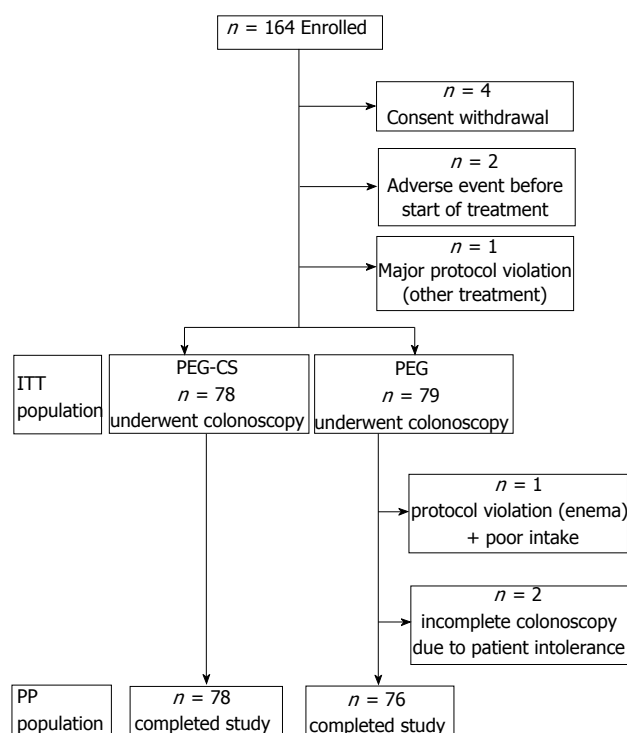 n = 164 Enrolled
n = 4
Consent withdrawal
n = 2
Adverse event before
start of treatment
n = 1
Major protocol violation
(other treatment)
ITT
population
PEG-CS
n = 78
underwent colonoscopy
PEG
n = 79
underwent colonoscopy
n = 1
protocol violation (enema)
+ poor intake
n = 2
incomplete colonoscopy
due to patient intolerance
PP
population
n = 78
completed study
n = 76
completed study